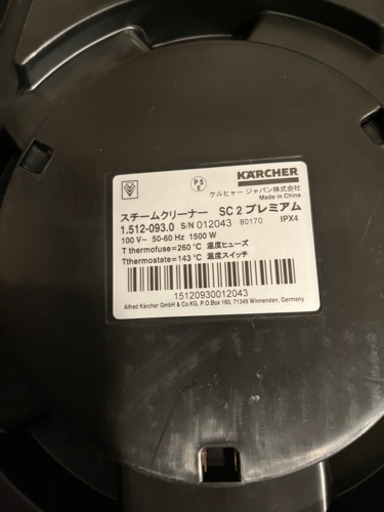 PS
E
KÄRCHER
ケルヒャー ジャパン株式会社
Made in China
スチームクリーナー SC 2 プレミアム
1.512-093.0 S/N 012043 80170 IPX4
100 V~ 50-60 Hz 1500 W
T thermofuse=260 °C 温度ヒューズ
Tthermostate=143 °C 温度スイッチ
15120930012043
Alfred Kärcher GmbH & Co.KG, P.O.Box 160, 71349 Winnenden, Germany